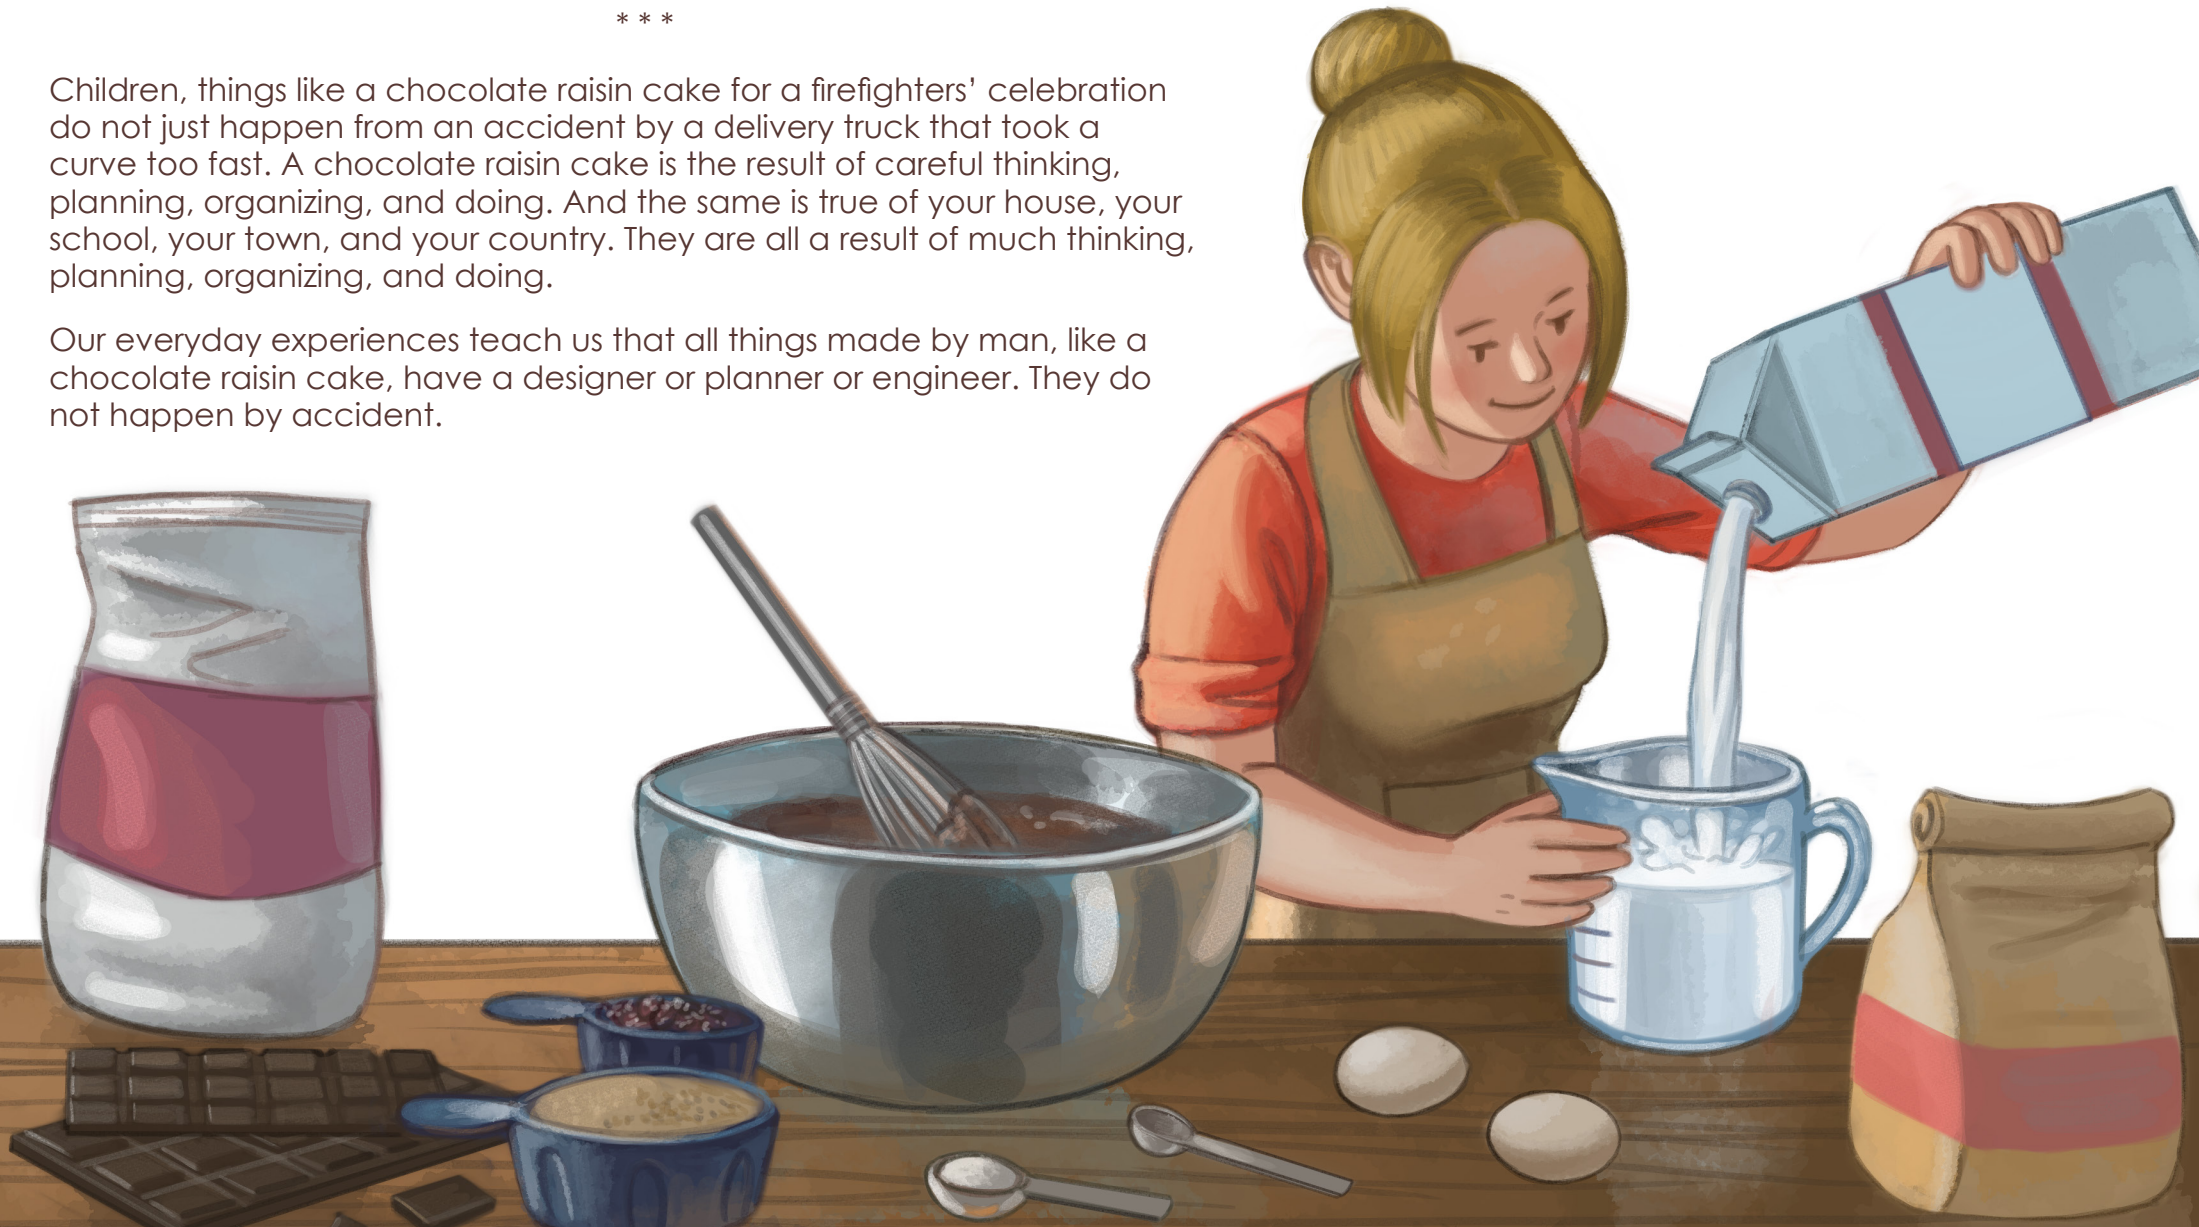 * * *
Children, things like a chocolate raisin cake for a firefighters’ celebration
do not just happen from an accident by a delivery truck that took a
curve too fast. A chocolate raisin cake is the result of careful thinking,
planning, organizing, and doing. And the same is true of your house, your
school, your town, and your country. They are all a result of much thinking,
planning, organizing, and doing.
Our everyday experiences teach us that all things made by man, like a
chocolate raisin cake, have a designer or planner or engineer. They do
not happen by accident.